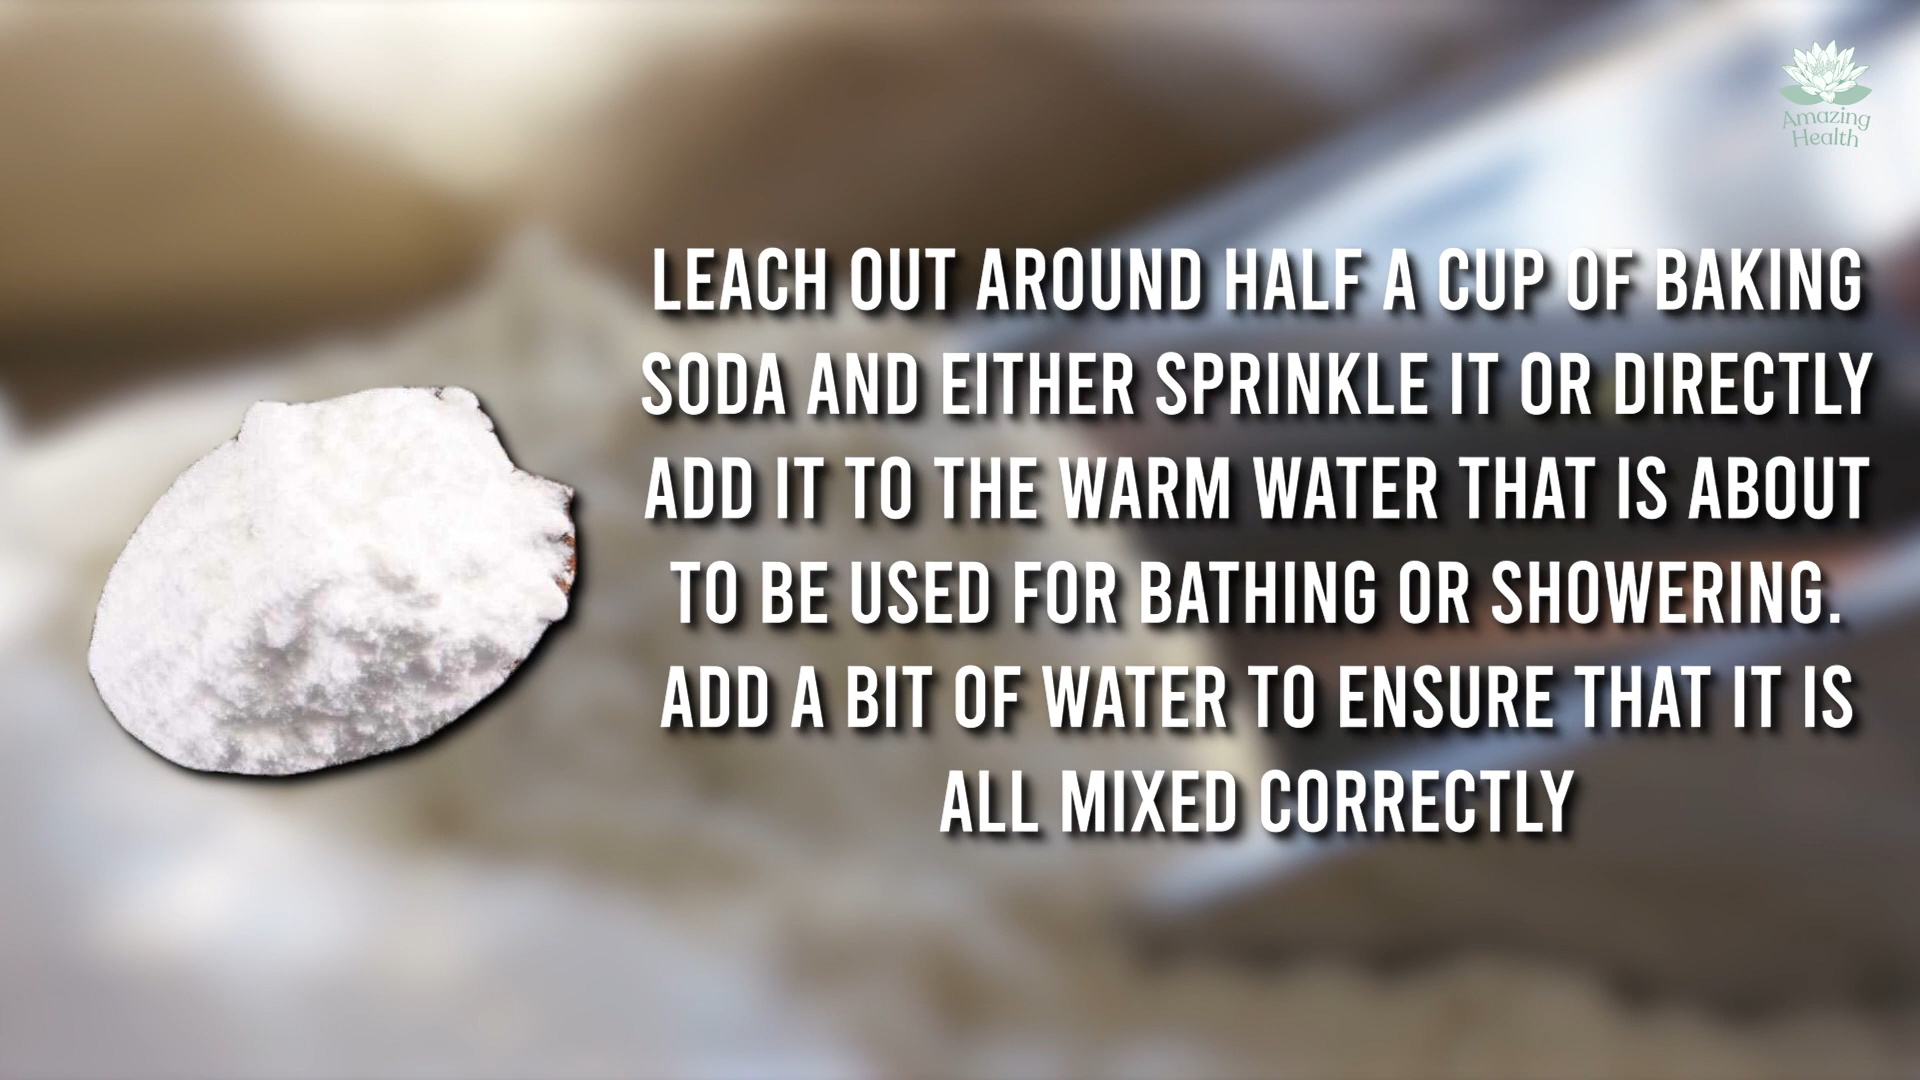 Amazing
Health
LEACH OUT AROUND HALF A CUP OF BAKING
SODA AND EITHER SPRINKLE IT OR DIRECTLY
ADD IT TO THE WARM WATER THAT IS ABOUT
TO BE USED FOR BATHING OR SHOWERING.
ADD A BIT OF WATER TO ENSURE THAT IT IS
ALL MIXED CORRECTLY